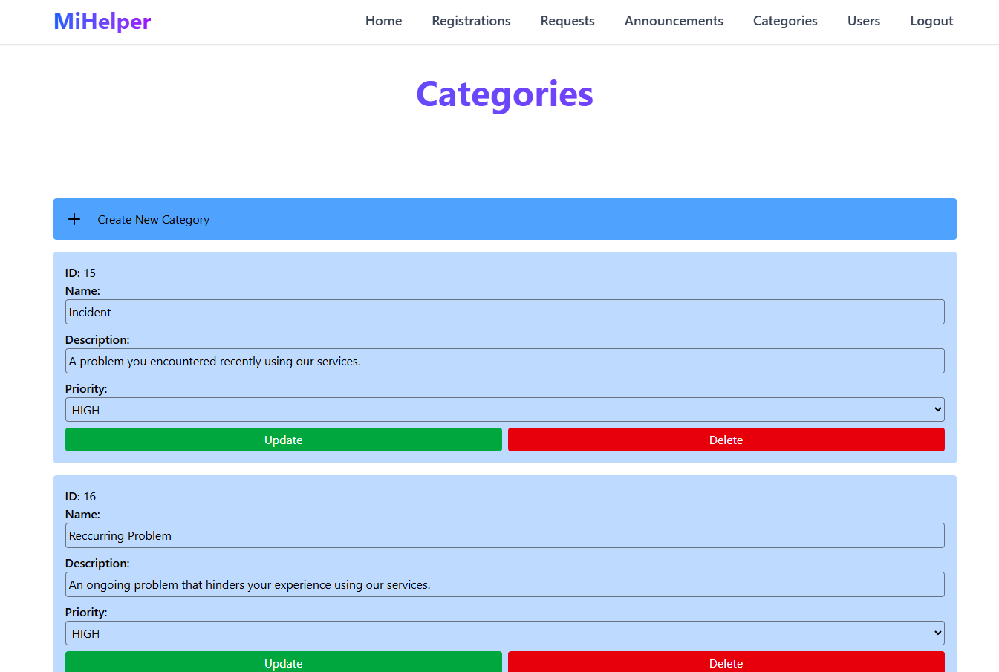 MiHelper Home Registrations Requests Announcements Categories Users Logout
Categories
Create New Category
ID: 15
Name:
Incident
Description:
A problem you encountered recently using our services.
Priority:
HIGH
Update Delete
ID: 16
Name:
Reccurring Problem
Description:
An ongoing problem that hinders your experience using our services.
Priority:
HIGH
Update Delete